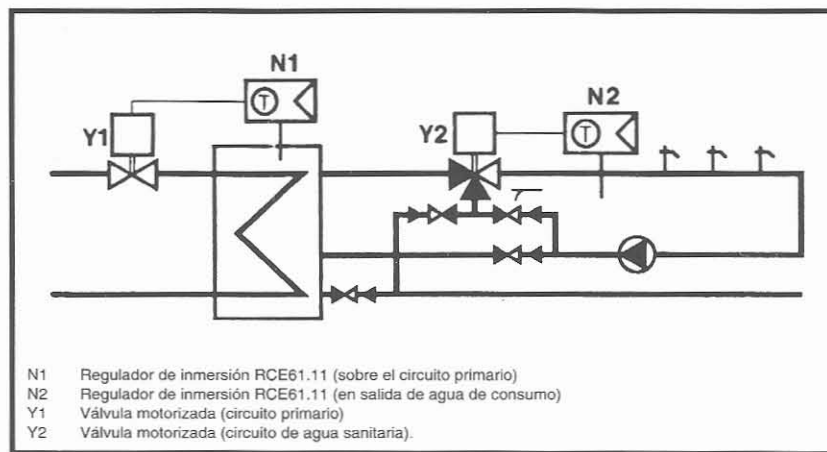 N1
T
N2
T
Y1
Y2
N1 Regulador de inmersión RCE61.11 (sobre el circuito primario)
N2 Regulador de inmersión RCE61.11 (en salida de agua de consumo)
Y1 Válvula motorizada (circuito primario)
Y2 Válvula motorizada (circuito de agua sanitaria).